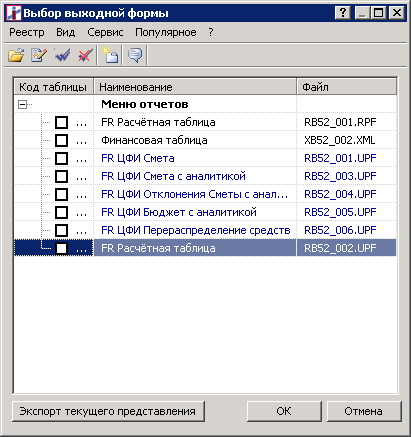 Выбор выходной формы ?
Реестр Вид Сервис Популярное ?
Код таблицы Наименование Файл
Меню отчетов
... FR Расчётная таблица RB52_001.RPF
... Финансовая таблица XB52_002.XML
... FR ЦФИ Смета RB52_001.UPF
... FR ЦФИ Смета с аналитикой RB52_003.UPF
... FR ЦФИ Отклонения Сметы с анал... RB52_004.UPF
... FR ЦФИ Бюджет с аналитикой RB52_005.UPF
... FR ЦФИ Перераспределение средств RB52_006.UPF
... FR Расчётная таблица RB52_002.UPF
Экспорт текущего представления OK Отмена